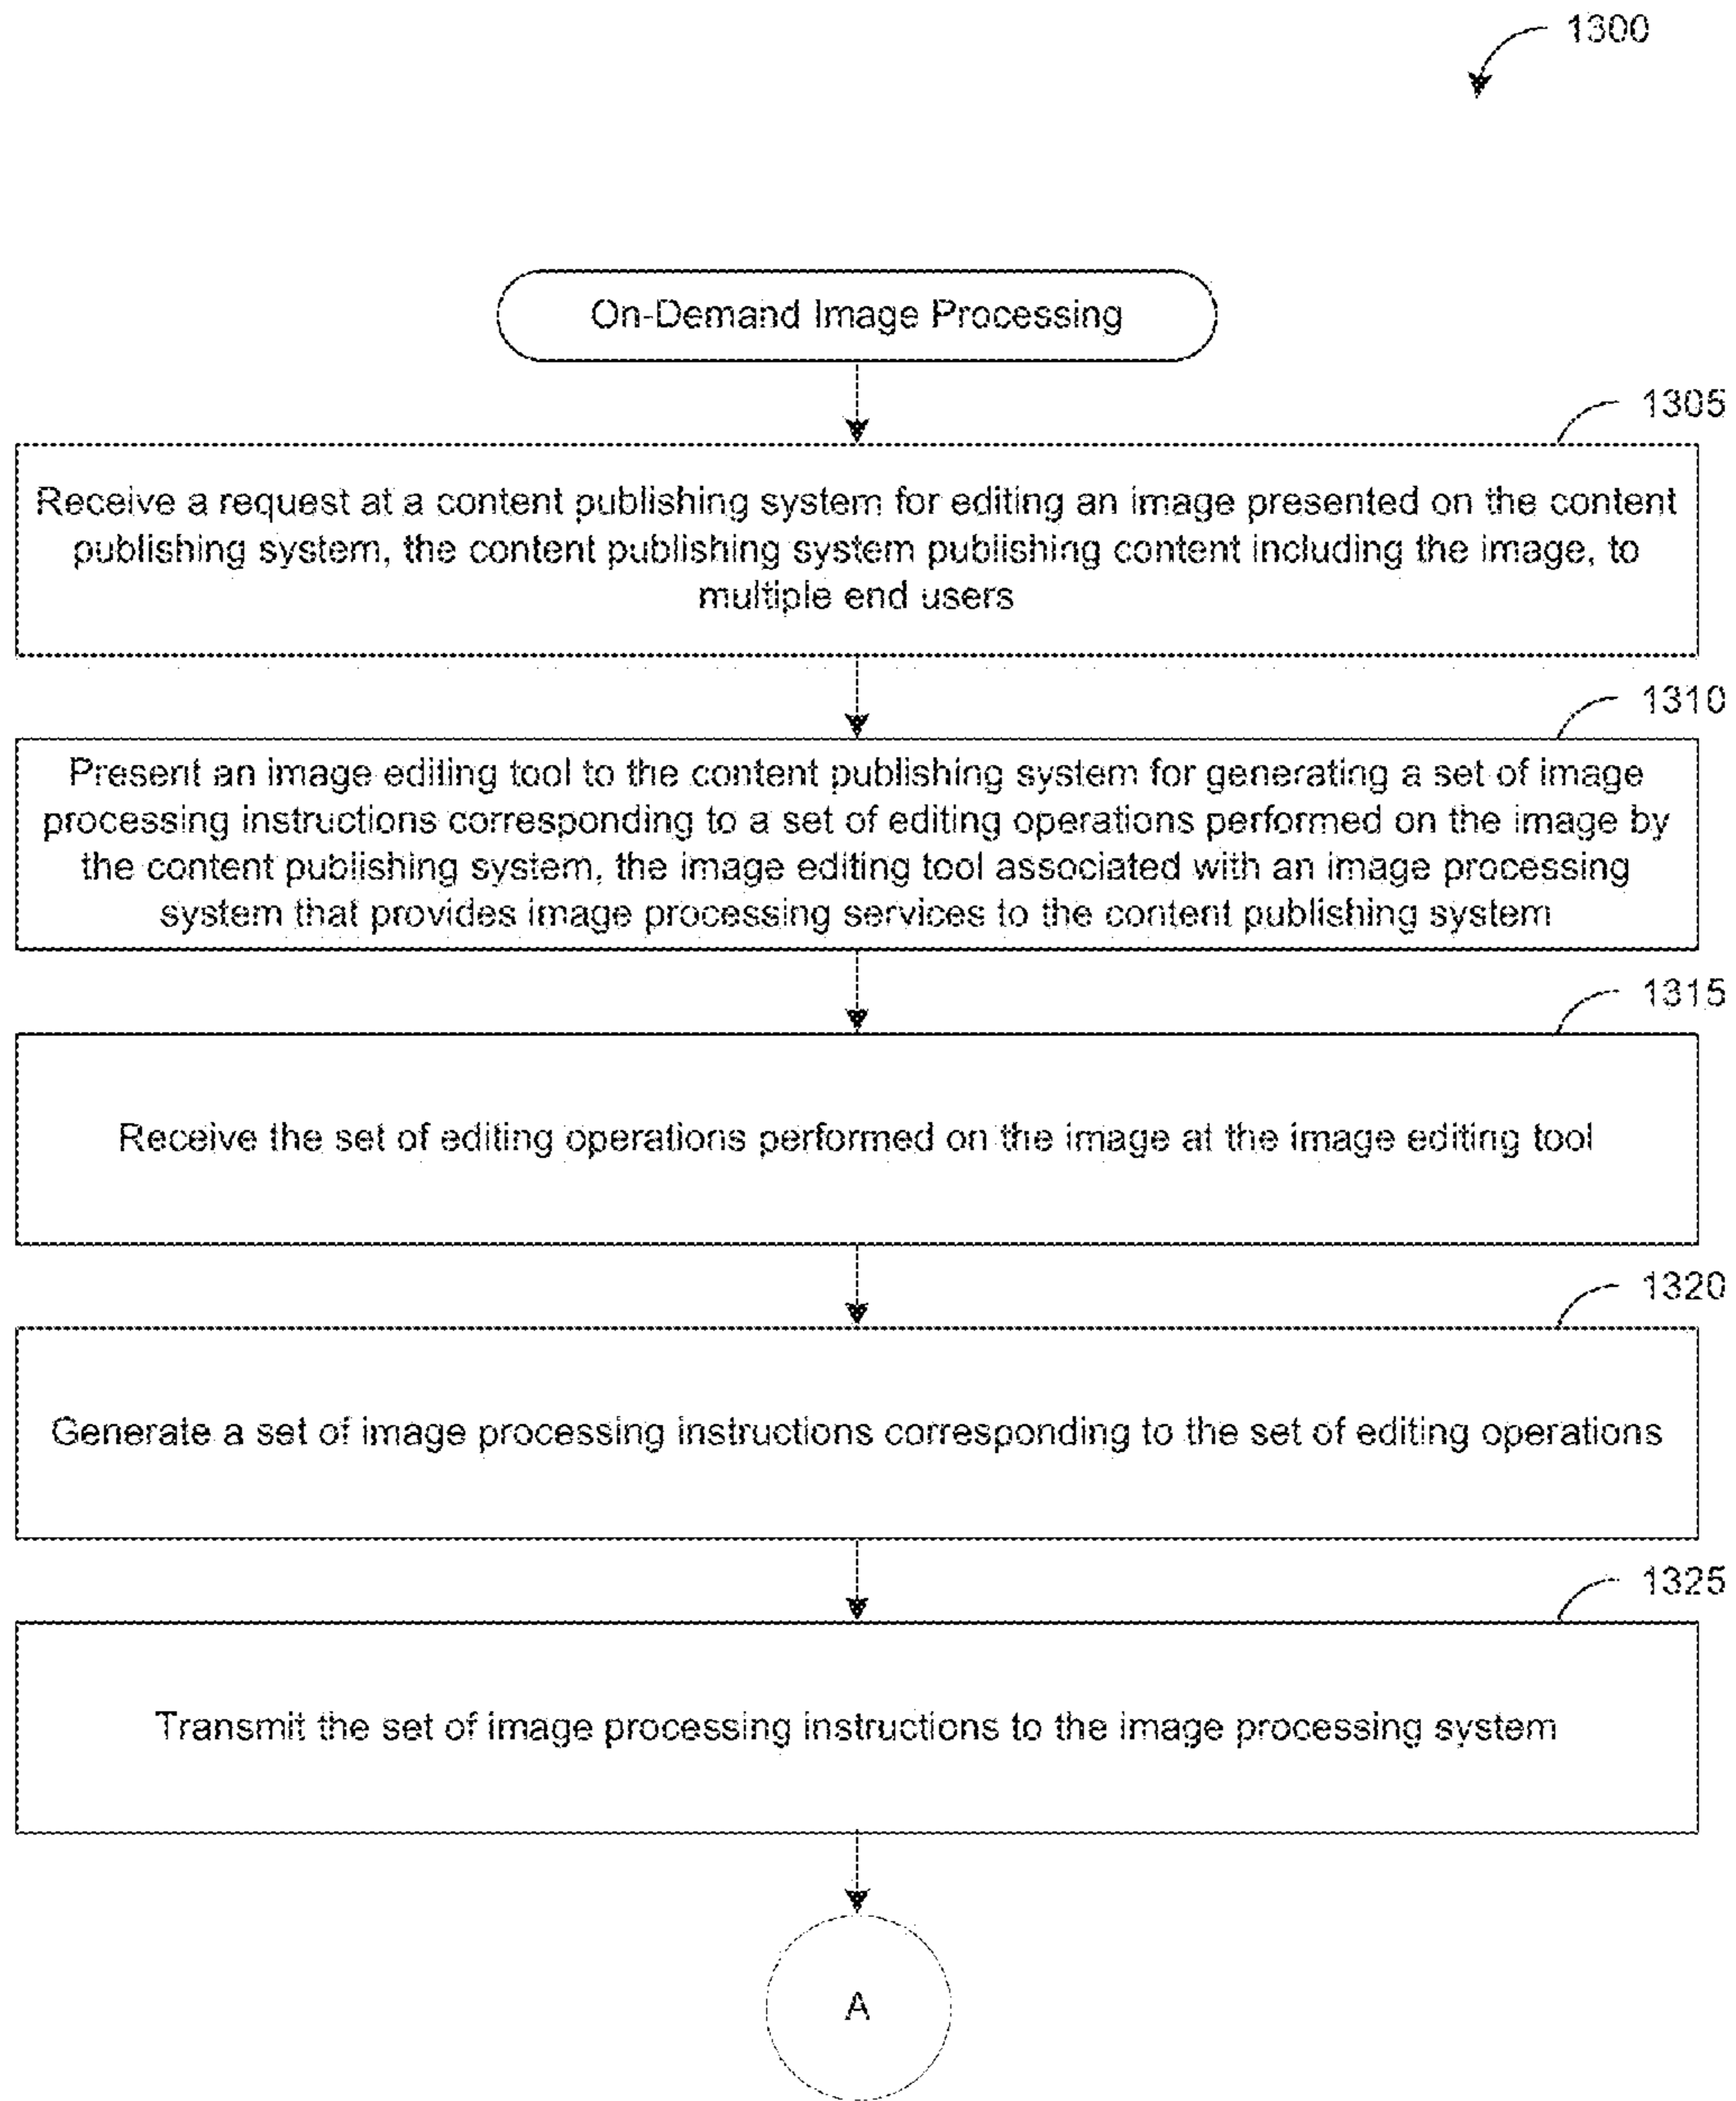 1300
On-Demand Image Processing
1305
Receive a request at a content publishing system for editing an image presented on the content
publishing system, the content publishing system publishing content including the image, to
multiple end users
1310
Present an image editing tool to the content publishing system for generating a set of image
processing instructions corresponding to a set of editing operations performed on the image by
the content publishing system, the image editing tool associated with an image processing
system that provides image processing services to the content publishing system
1315
Receive the set of editing operations performed on the image at the image editing tool
1320
Generate a set of image processing instructions corresponding to the set of editing operations
1325
Transmit the set of image processing instructions to the image processing system
A